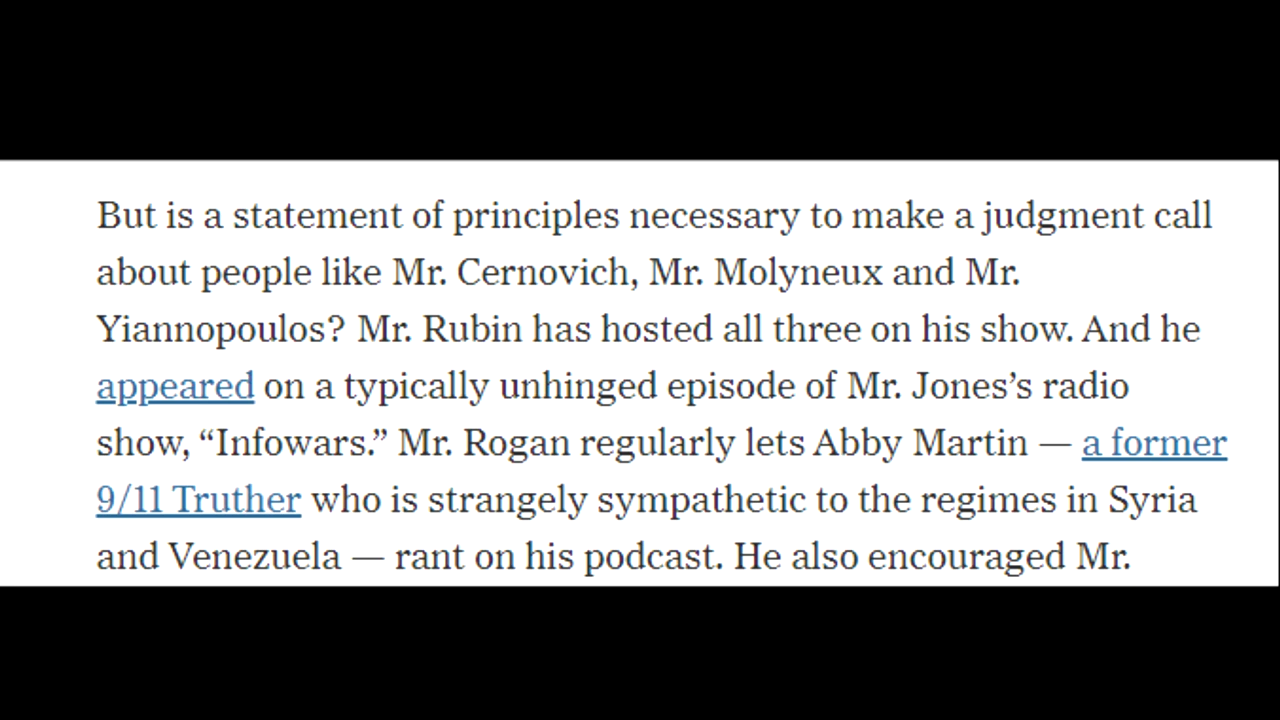 But is a statement of principles necessary to make a judgment call
about people like Mr. Cernovich, Mr. Molyneux and Mr.
Yiannopoulos? Mr. Rubin has hosted all three on his show. And he
appeared on a typically unhinged episode of Mr. Jones’s radio
show, “Infowars.” Mr. Rogan regularly lets Abby Martin — a former
9/11 Truther who is strangely sympathetic to the regimes in Syria
and Venezuela — rant on his podcast. He also encouraged Mr.